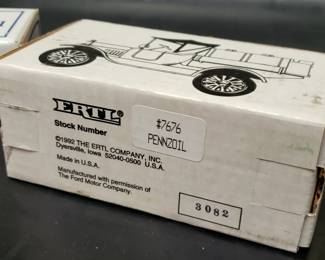 ERTL
Stock Number
#7676
PENNZOIL
©1992 THE ERTL COMPANY, INC.
Dyersville, Iowa 52040-0500 U.S.A.
Made in U.S.A.
Manufactured with permission of
The Ford Motor Company.
3082